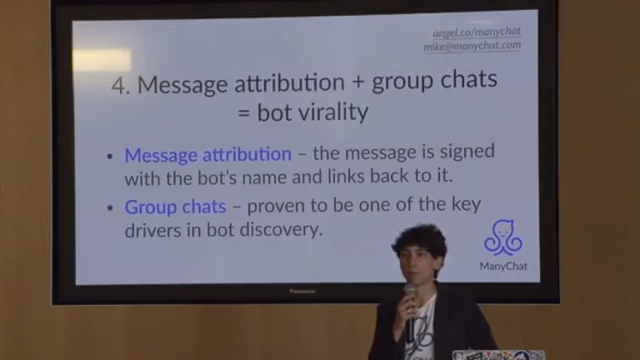 angel.co/manychat
mike@manychat.com
4. Message attribution + group chats
= bot virality
• Message attribution – the message is signed
with the bot's name and links back to it.
• Group chats – proven to be one of the key
drivers in bot discovery.
ManyChat
Panasonic